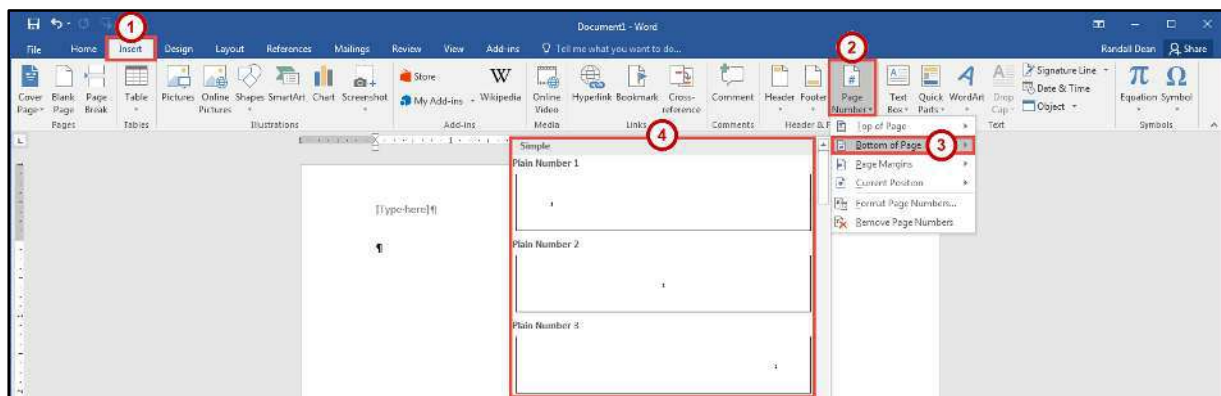 1
Document1 - Word
Randall Dean Share
File Home Insert Design Layout References Mailings Review View Add-ins Tell me what you want to do...
2
Cover Page Blank Page Page Break Table Pictures Online Pictures Shapes SmartArt Chart Screenshot Store My Add-ins Wikipedia Online Video Hyperlink Bookmark Cross-reference Comment Header Footer Page Number Text Box Quick Parts WordArt Drop Cap Signature Line Date & Time Object Equation Symbol
Pages Tables Illustrations Add-ins Media Links Comments Header & F Text Symbols
4
Top of Page
Bottom of Page 3
Page Margins
Current Position
Format Page Numbers...
Remove Page Numbers
Simple
Plain Number 1
1
[Type·here]¶
¶
Plain Number 2
1
Plain Number 3
1